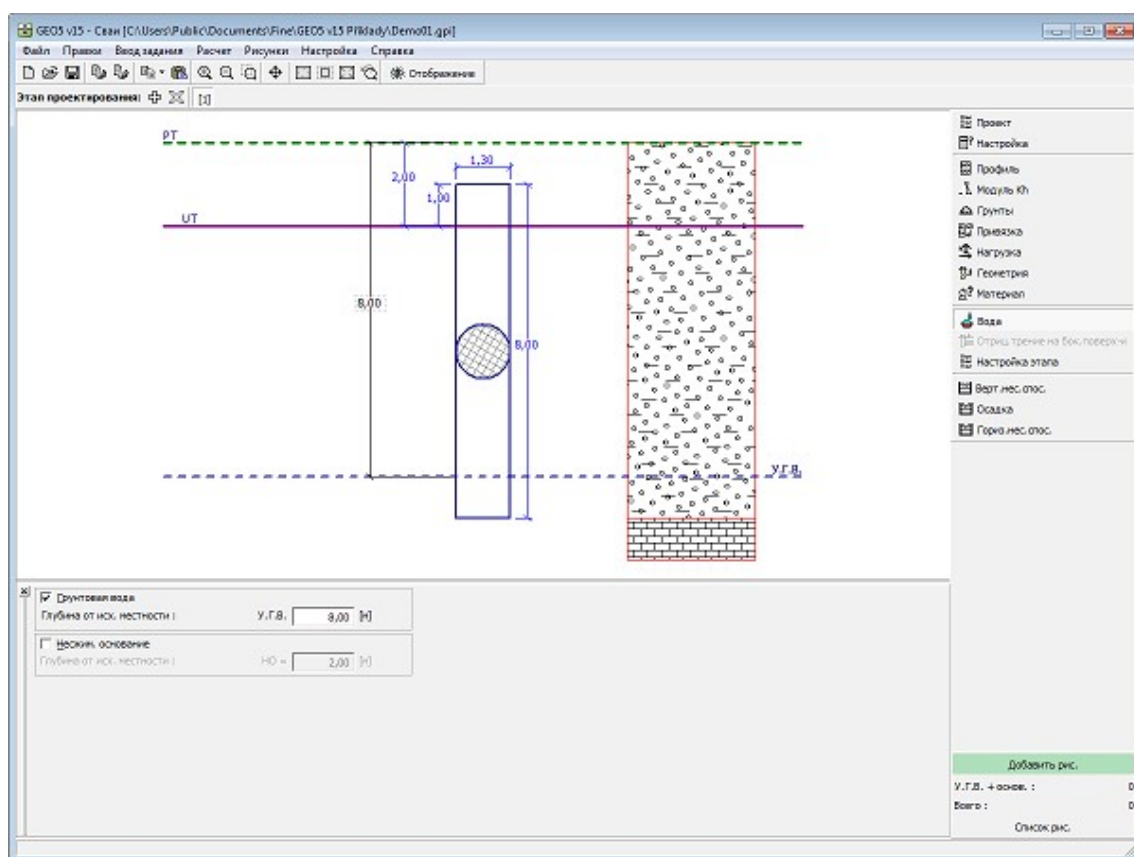 GEO5 v15 - Сваи [C:\Users\Public\Documents\Fine\GEO5 v15 Příklady\Demo01.gpi]
Файл Правки Ввод задания Расчет Рисунки Настройка Справка
Отображение
Этап проектирования: [1]
PT
1,30
2,00
1,00
UT
8,00
8,00
У.Г.В.
Проект
Настройка
Профиль
Модуль Kh
Грунты
Привязка
Нагрузка
Геометрия
Материал
Вода
Отриц. трение на бок. поверх-и
Настройка этапа
Верт.нес.спос.
Осадка
Гориз.нес.спос.
Грунтовая вода
Глубина от исх. местности : У.Г.В. 8,00 [м]
Несжим. основание
Глубина от исх. местности : НО = 2,00 [м]
Добавить рис.
У.Г.В. + основ. : 0
Всего : 0
Список рис.